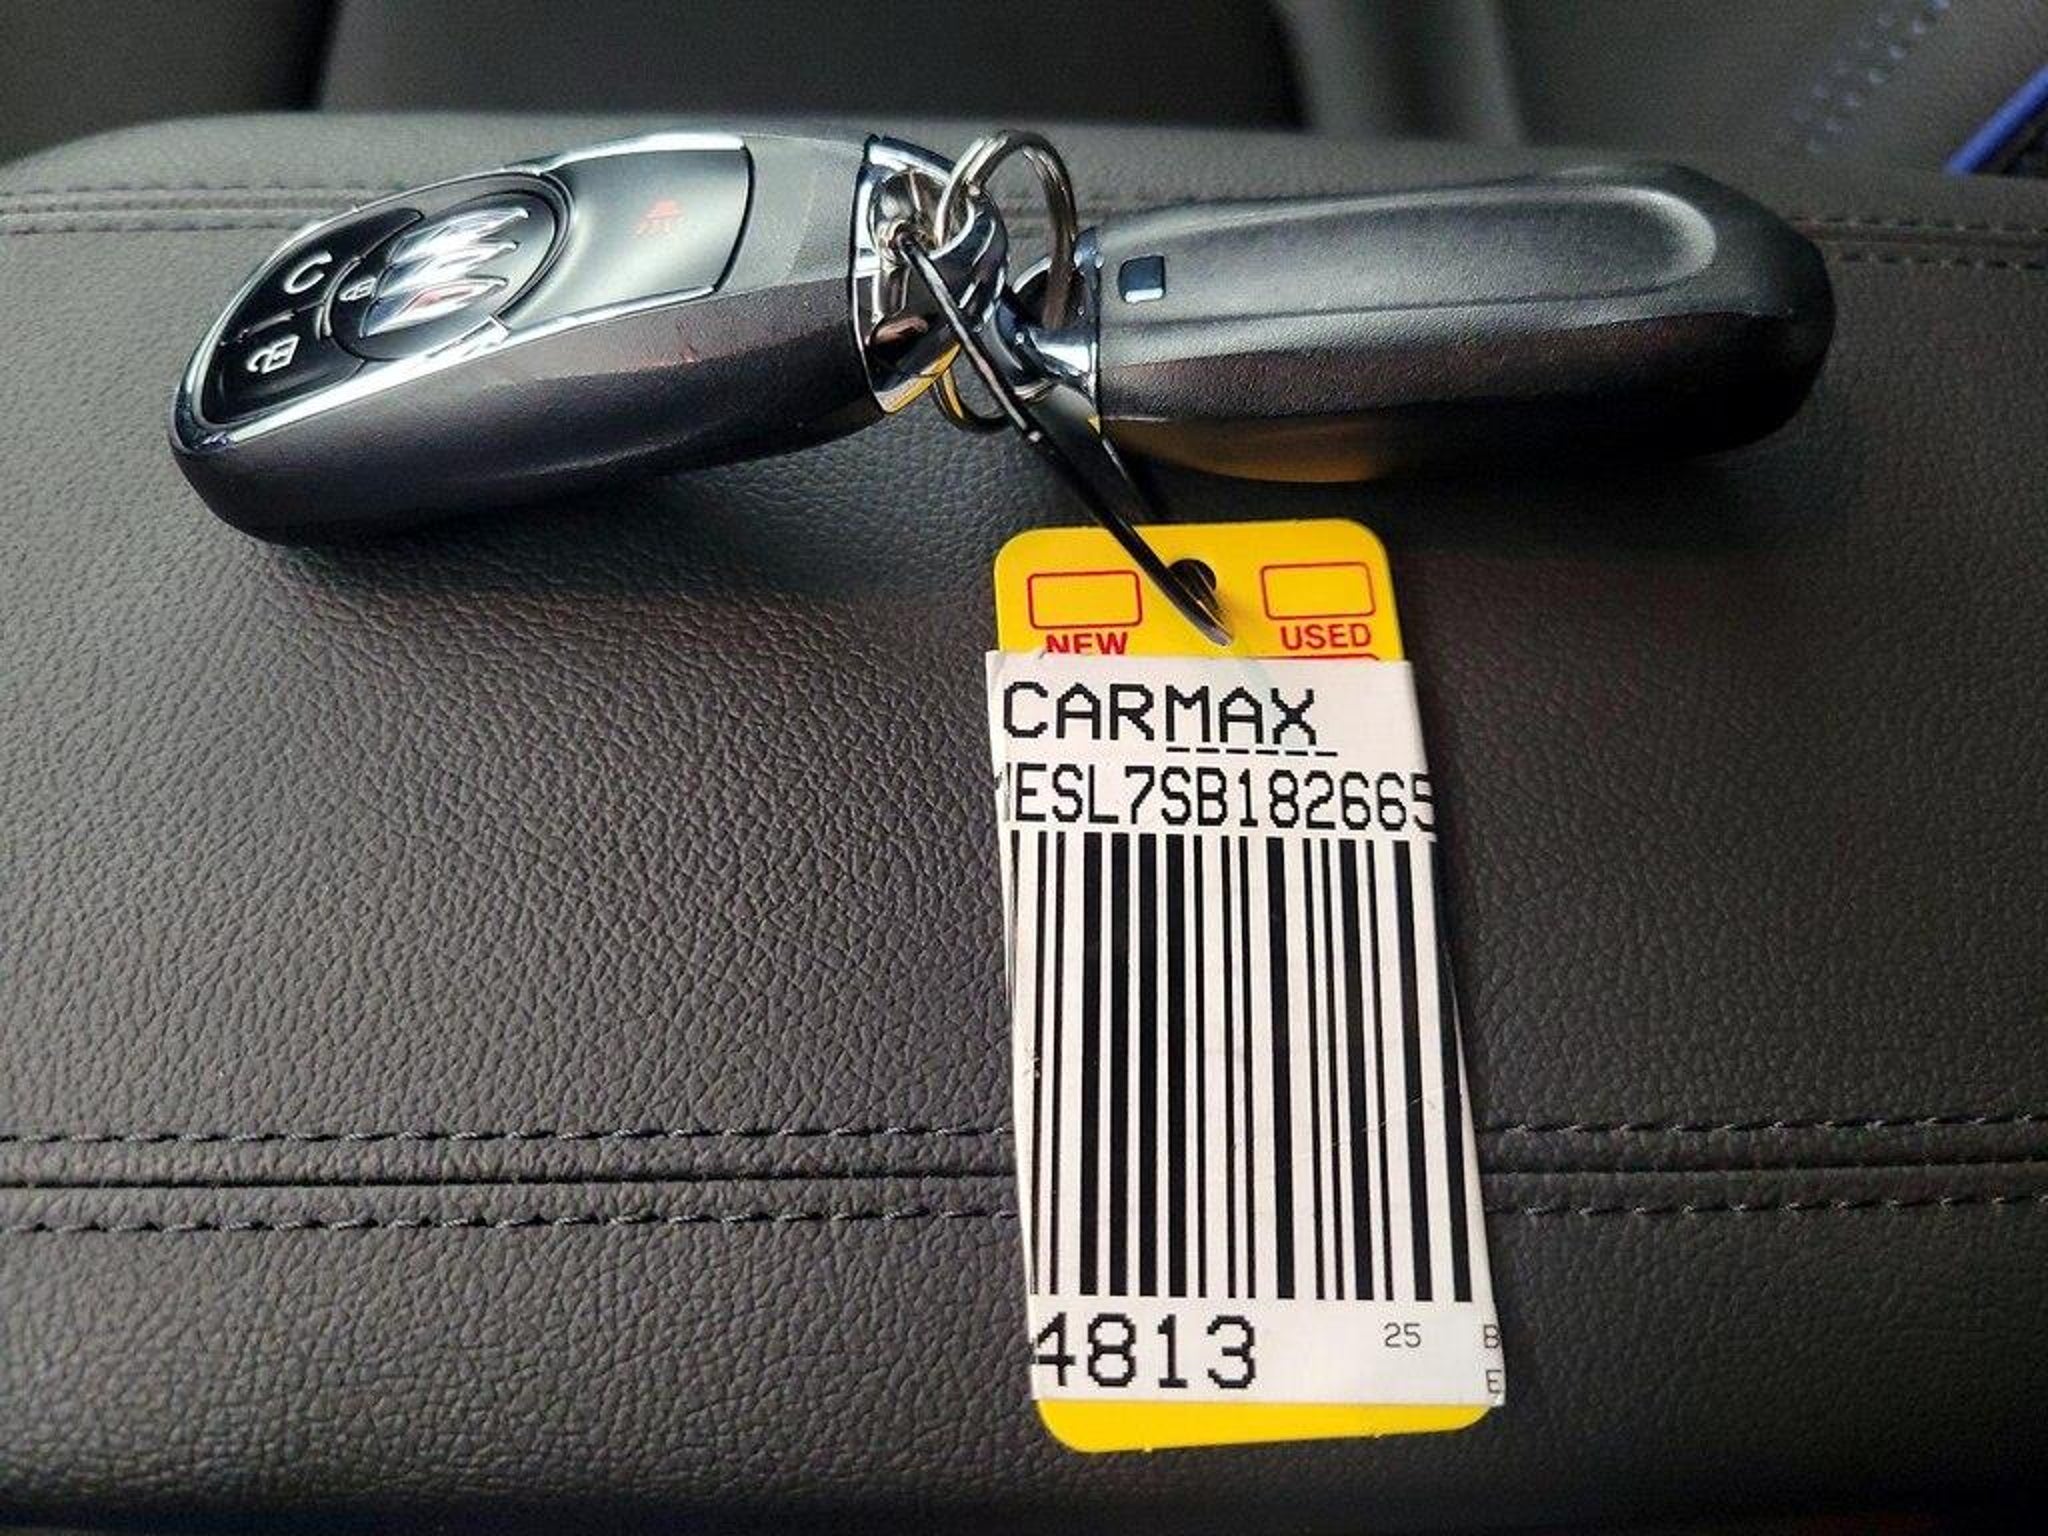 NEW USED
CARMAX
ESL7SB182665
4813 25 B
E